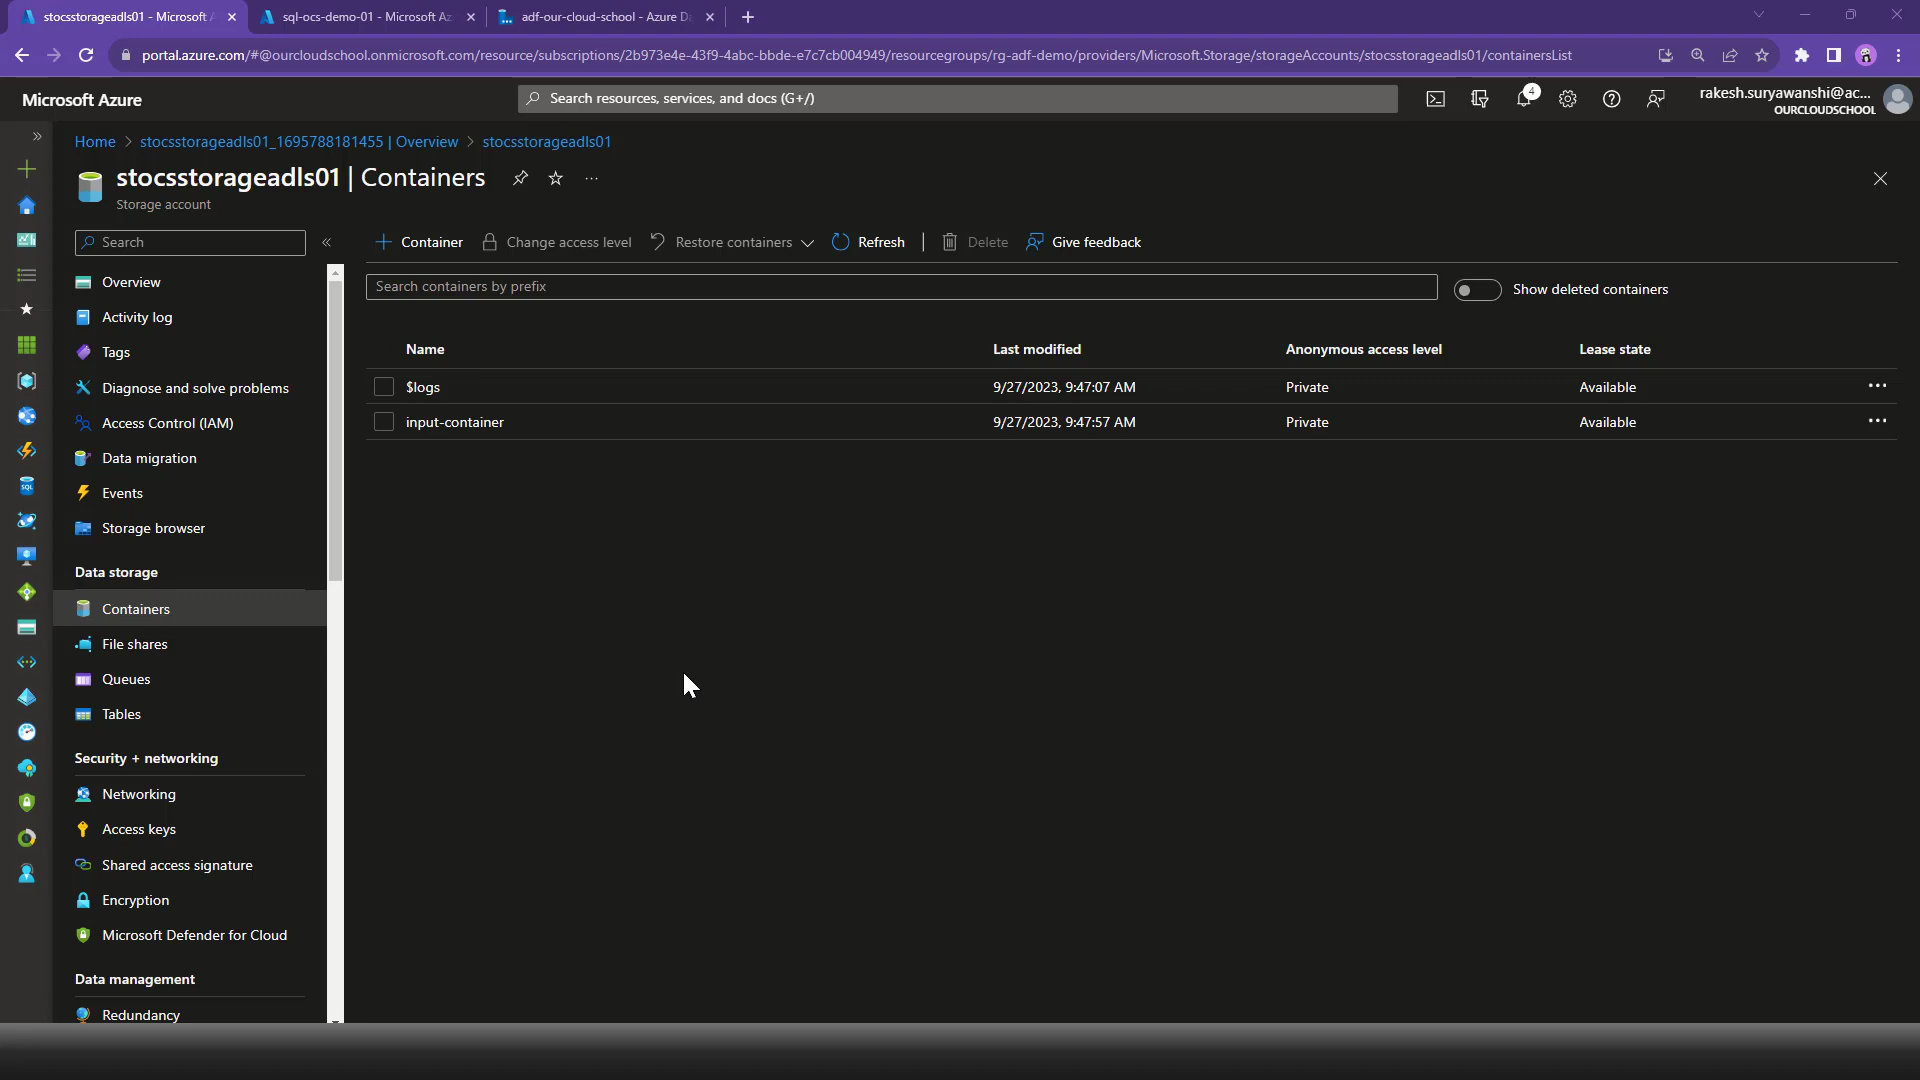 stocsstorageadls01 - Microsoft A
sql-ocs-demo-01 - Microsoft Az
adf-our-cloud-school - Azure Da
portal.azure.com/#@ourcloudschool.onmicrosoft.com/resource/subscriptions/2b973e4e-43f9-4abc-bbde-e7c7cb004949/resourcegroups/rg-adf-demo/providers/Microsoft.Storage/storageAccounts/stocsstorageadls01/containersList
Microsoft Azure
Search resources, services, and docs (G+/)
4
rakesh.suryawanshi@ac...
OURCLOUDSCHOOL
Home > stocsstorageadls01_1695788181455 | Overview > stocsstorageadls01
stocsstorageadls01 | Containers
Storage account
Search
Overview
Activity log
Tags
Diagnose and solve problems
Access Control (IAM)
Data migration
Events
Storage browser
Data storage
Containers
File shares
Queues
Tables
Security + networking
Networking
Access keys
Shared access signature
Encryption
Microsoft Defender for Cloud
Data management
Redundancy
Container Change access level Restore containers Refresh Delete Give feedback
Search containers by prefix
Show deleted containers
Name Last modified Anonymous access level Lease state
$logs 9/27/2023, 9:47:07 AM Private Available
input-container 9/27/2023, 9:47:57 AM Private Available